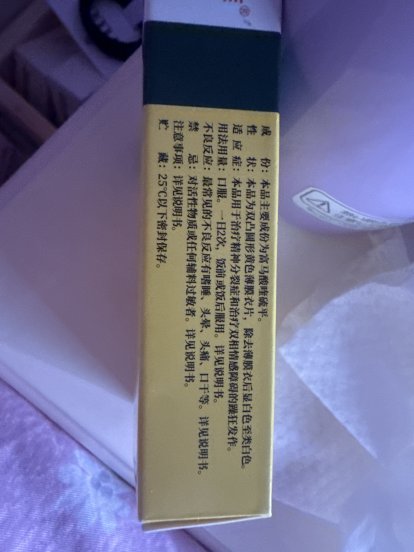 成　份：本品主要成份为富马酸喹硫平。
性　状：本品为双凸圆形黄色薄膜衣片，除去薄膜衣后显白色至类白色。
适 应 症：本品用于治疗精神分裂症和治疗双相情感障碍的躁狂发作。
用法用量：口服。一日2次，饭前或饭后服用。详见说明书。
不良反应：最常见的不良反应有嗜睡、头晕、头痛、口干等。详见说明书。
禁　忌：对活性物质或任何辅料过敏者。详见说明书。
注意事项：详见说明书。
贮　藏：25℃以下密封保存。